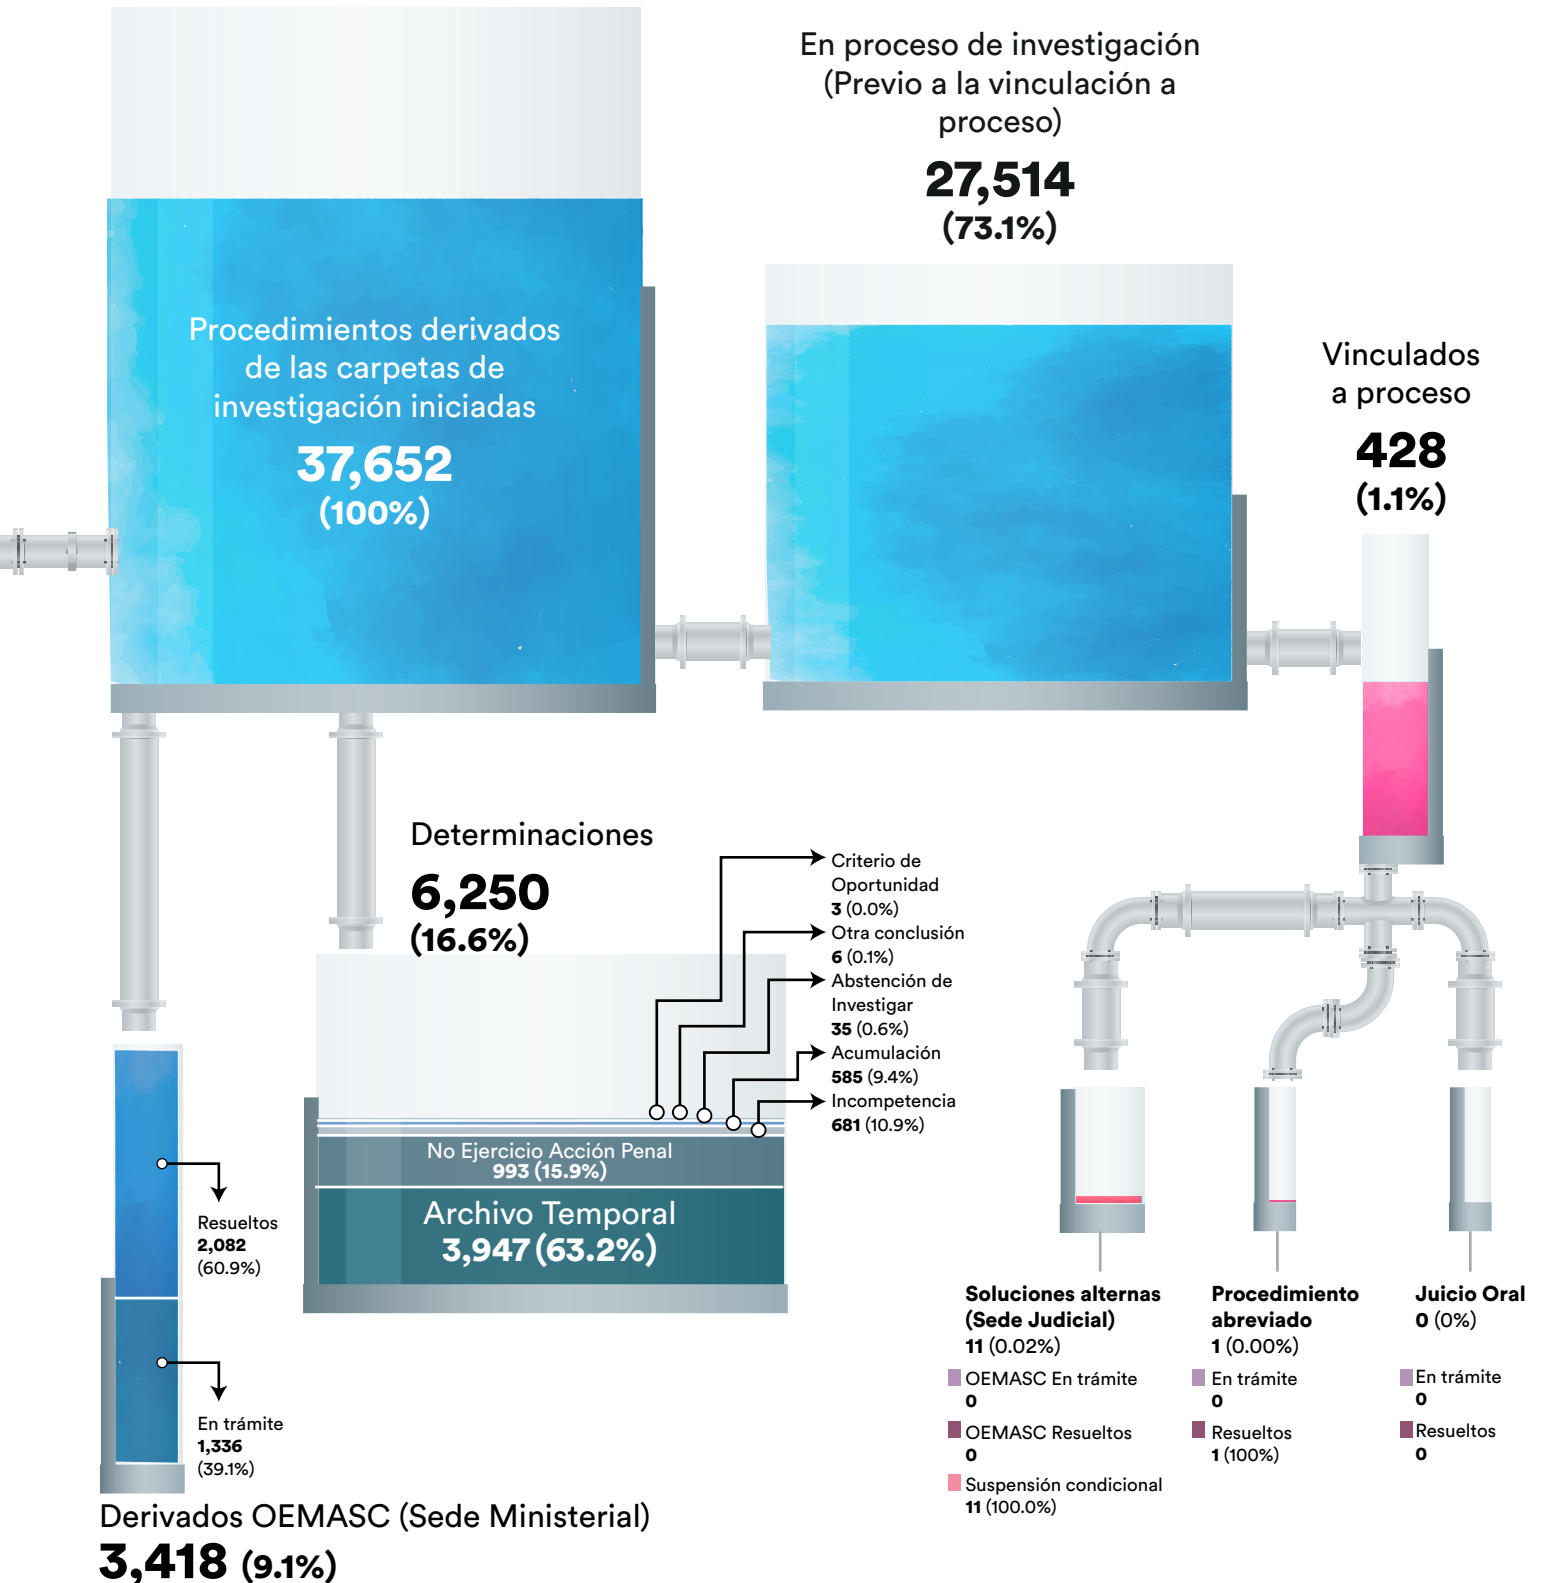 Procedimientos derivados
de las carpetas de
investigación iniciadas
37,652
(100%)
En proceso de investigación
(Previo a la vinculación a
proceso)
27,514
(73.1%)
Vinculados
a proceso
428
(1.1%)
Determinaciones
6,250
(16.6%)
Criterio de
Oportunidad
3 (0.0%)
Otra conclusión
6 (0.1%)
Abstención de
Investigar
35 (0.6%)
Acumulación
585 (9.4%)
Incompetencia
681 (10.9%)
No Ejercicio Acción Penal
993 (15.9%)
Archivo Temporal
3,947 (63.2%)
Resueltos
2,082
(60.9%)
En trámite
1,336
(39.1%)
Derivados OEMASC (Sede Ministerial)
3,418 (9.1%)
Soluciones alternas
(Sede Judicial)
11 (0.02%)
OEMASC En trámite
0
OEMASC Resueltos
0
Suspensión condicional
11 (100.0%)
Procedimiento
abreviado
1 (0.00%)
En trámite
0
Resueltos
1 (100%)
Juicio Oral
0 (0%)
En trámite
0
Resueltos
0